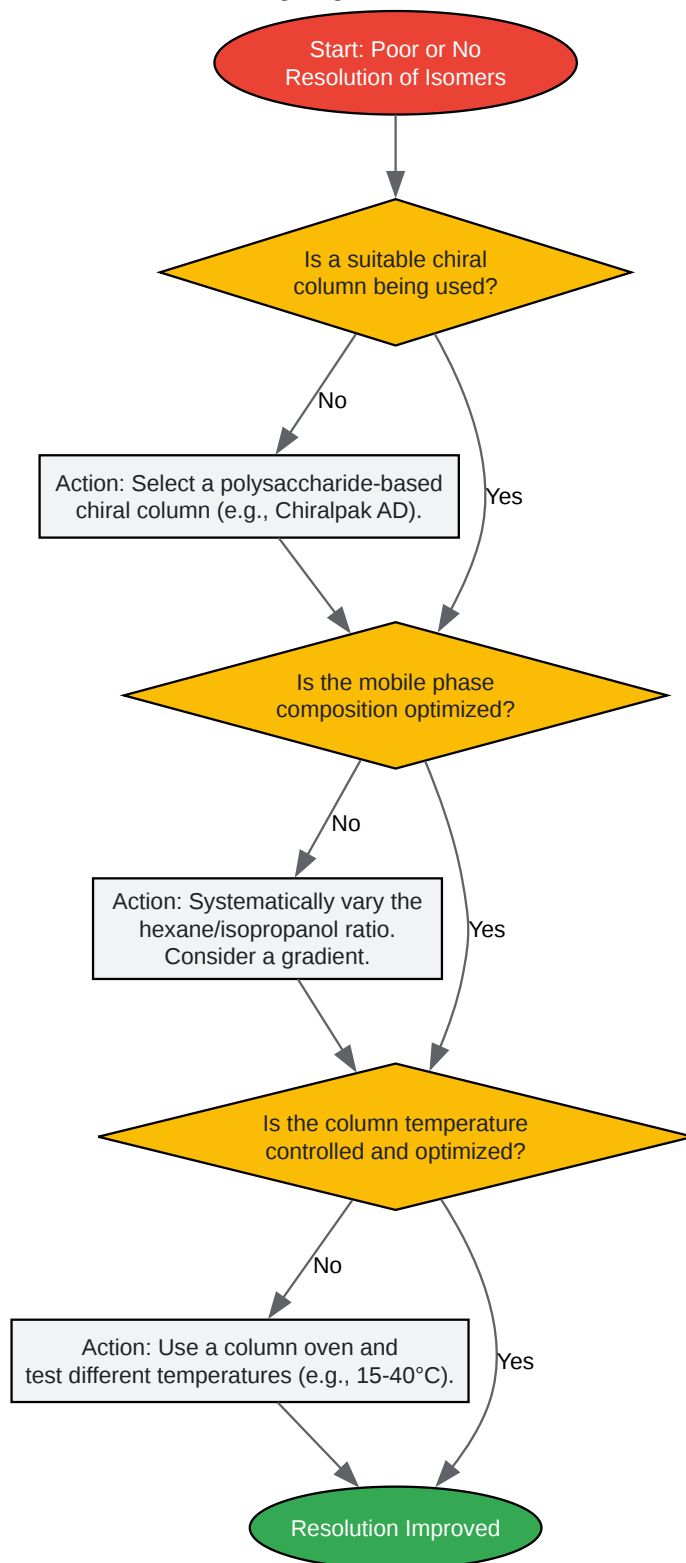 Start: Poor or No
Resolution of Isomers
Is a suitable chiral
column being used?
No
Action: Select a polysaccharide-based
chiral column (e.g., Chiralpak AD).
Yes
Is the mobile phase
composition optimized?
No
Action: Systematically vary the
hexane/isopropanol ratio.
Consider a gradient.
Yes
Is the column temperature
controlled and optimized?
No
Action: Use a column oven and
test different temperatures (e.g., 15-40°C).
Yes
Resolution Improved